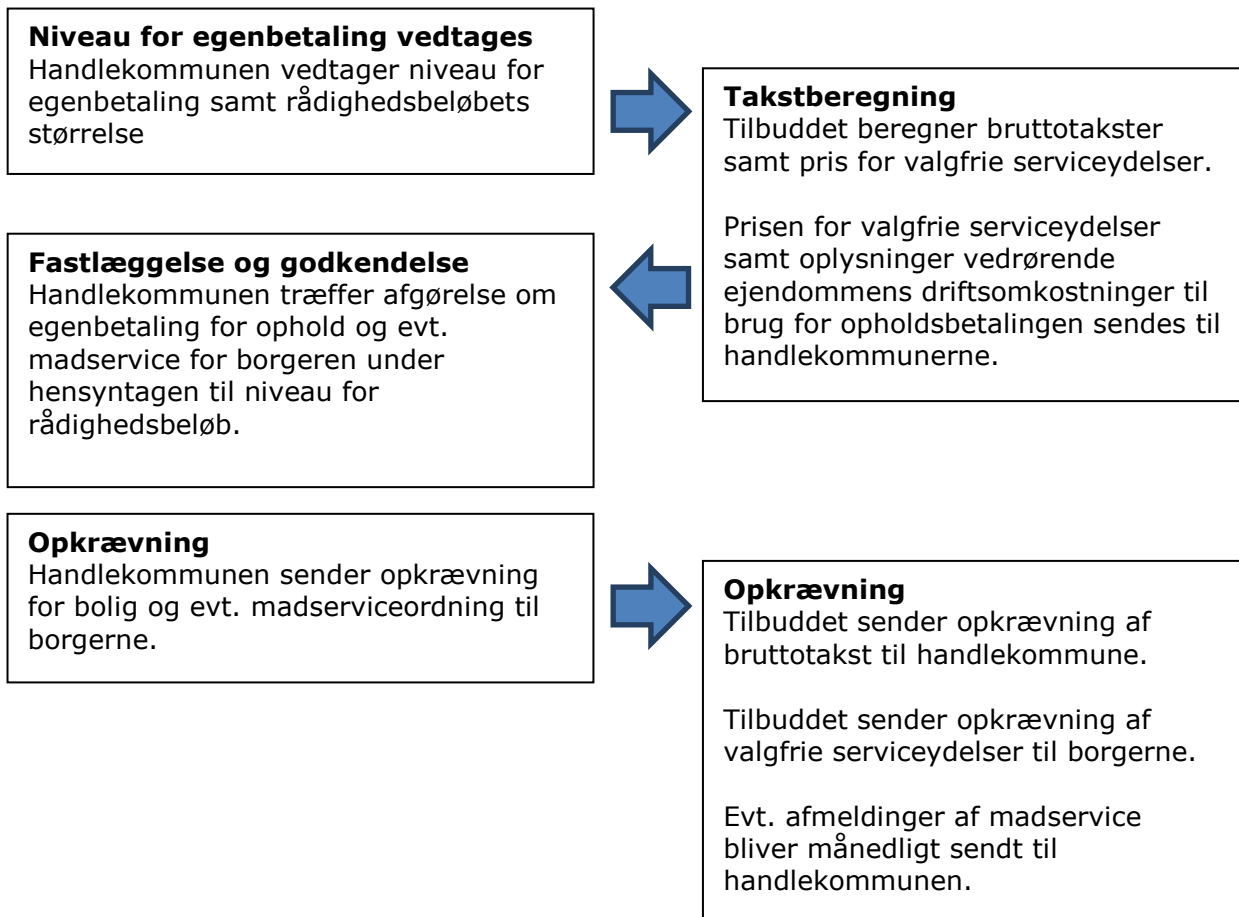 Niveau for egenbetaling vedtages
Handlekommunen vedtager niveau for
egenbetaling samt rådighedsbeløbets
størrelse
Takstberegning
Tilbuddet beregner bruttotakster
samt pris for valgfrie serviceydelser.
Prisen for valgfrie serviceydelser
samt oplysninger vedrørende
ejendommens driftsomkostninger til
brug for opholdsbetalingen sendes til
handlekommunerne.
Fastlæggelse og godkendelse
Handlekommunen træffer afgørelse om
egenbetaling for ophold og evt.
madservice for borgeren under
hensyntagen til niveau for
rådighedsbeløb.
Opkrævning
Handlekommunen sender opkrævning
for bolig og evt. madserviceordning til
borgerne.
Opkrævning
Tilbuddet sender opkrævning af
bruttotakst til handlekommune.
Tilbuddet sender opkrævning af
valgfrie serviceydelser til borgerne.
Evt. afmeldinger af madservice
bliver månedligt sendt til
handlekommunen.